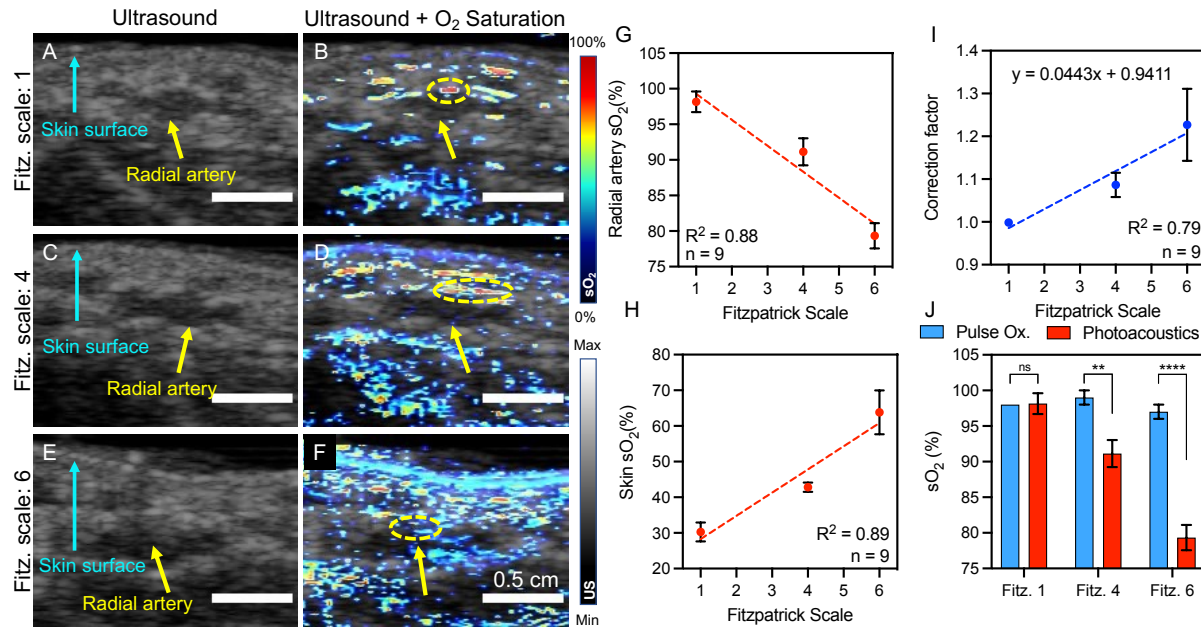 Ultrasound
Ultrasound + O₂ Saturation
Fitz. scale: 1
A
Skin surface
Radial artery
B
100%
sO₂
0%
Fitz. scale: 4
C
Skin surface
Radial artery
D
Max
US
Min
Fitz. scale: 6
E
Skin surface
Radial artery
F
0.5 cm
G
Radial artery sO₂(%)
105
100
95
90
85
80
75
R² = 0.88
n = 9
1 2 3 4 5 6
Fitzpatrick Scale
H
Skin sO₂(%)
80
70
60
50
40
30
20
R² = 0.89
n = 9
1 2 3 4 5 6
Fitzpatrick Scale
I
Correction factor
1.4
1.3
1.2
1.1
1.0
0.9
y = 0.0443x + 0.9411
R² = 0.79
n = 9
1 2 3 4 5 6
Fitzpatrick Scale
J
Pulse Ox. Photoacoustics
sO₂ (%)
105
100
95
90
85
80
75
ns
**
****
Fitz. 1 Fitz. 4 Fitz. 6